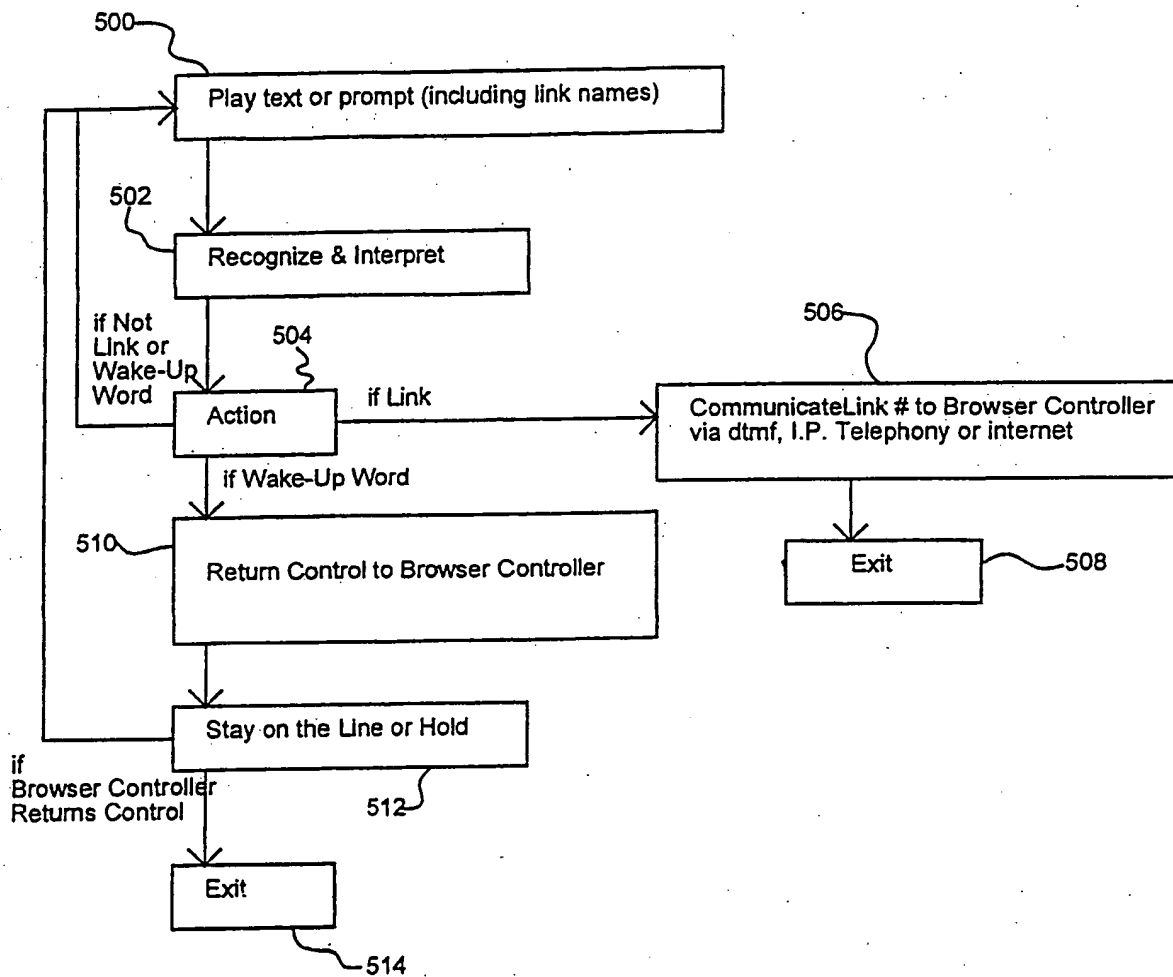 500
Play text or prompt (including link names)
502
Recognize & Interpret
if Not
Link or
Wake-Up
Word
504
Action
if Link
506
CommunicateLink # to Browser Controller
via dtmf, I.P. Telephony or internet
if Wake-Up Word
510
Return Control to Browser Controller
Exit
508
Stay on the Line or Hold
if
Browser Controller
Returns Control
512
Exit
514